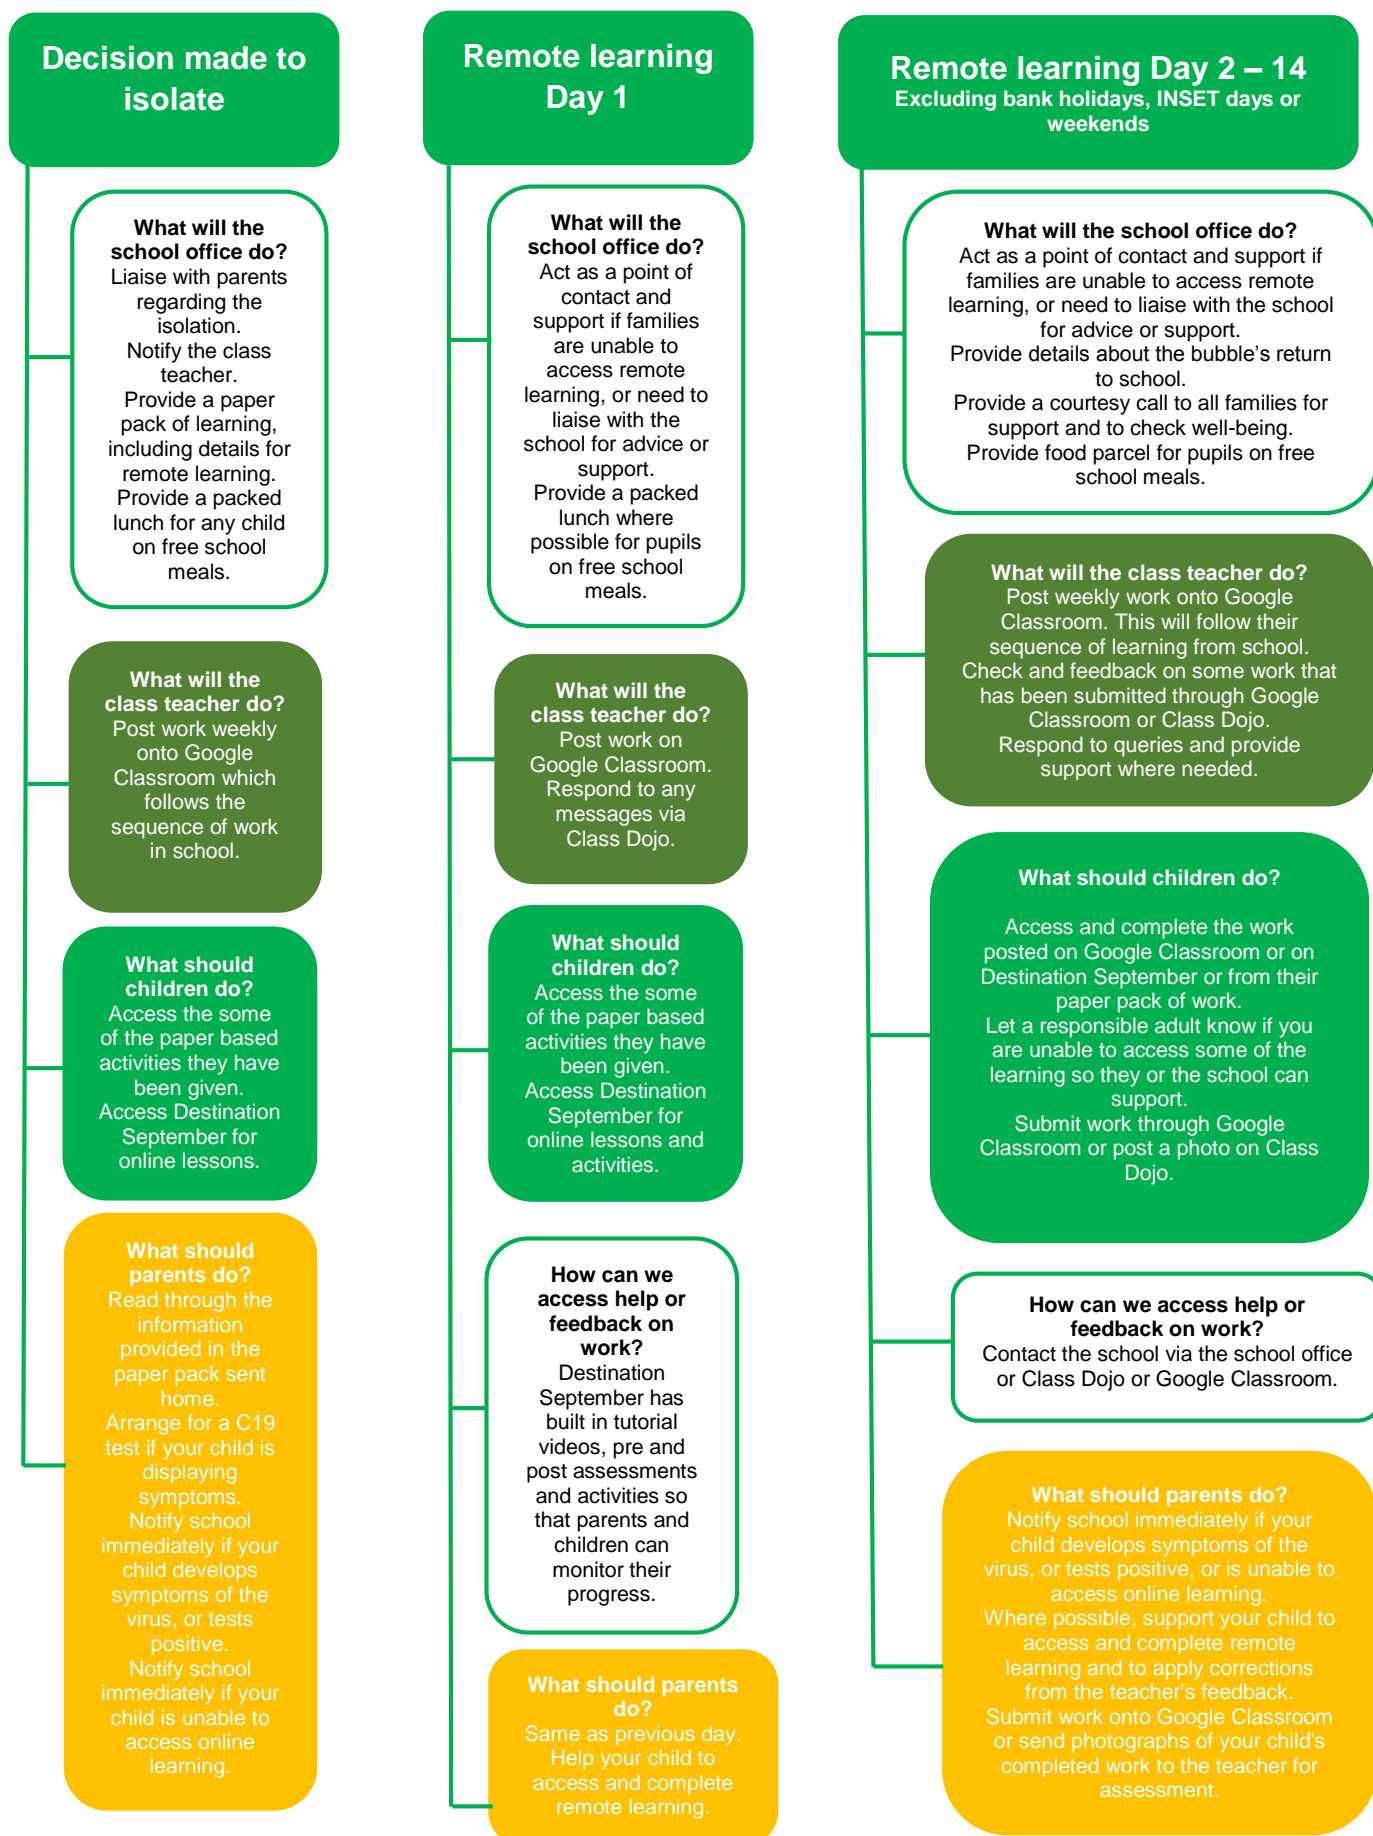 Decision made to
isolate
What will the
school office do?
Liaise with parents
regarding the
isolation.
Notify the class
teacher.
Provide a paper
pack of learning,
including details for
remote learning.
Provide a packed
lunch for any child
on free school
meals.
What will the
class teacher do?
Post work weekly
onto Google
Classroom which
follows the
sequence of work
in school.
What should
children do?
Access the some
of the paper based
activities they have
been given.
Access Destination
September for
online lessons.
What should
parents do?
Read through the
information
provided in the
paper pack sent
home.
Arrange for a C19
test if your child is
displaying
symptoms.
Notify school
immediately if your
child develops
symptoms of the
virus, or tests
positive.
Notify school
immediately if your
child is unable to
access online
learning.
Remote learning
Day 1
What will the
school office do?
Act as a point of
contact and
support if families
are unable to
access remote
learning, or need to
liaise with the
school for advice or
support.
Provide a packed
lunch where
possible for pupils
on free school
meals.
What will the
class teacher do?
Post work on
Google Classroom.
Respond to any
messages via
Class Dojo.
What should
children do?
Access the some
of the paper based
activities they have
been given.
Access Destination
September for
online lessons and
activities.
How can we
access help or
feedback on
work?
Destination
September has
built in tutorial
videos, pre and
post assessments
and activities so
that parents and
children can
monitor their
progress.
What should parents
do?
Same as previous day.
Help your child to
access and complete
remote learning.
Remote learning Day 2 – 14
Excluding bank holidays, INSET days or
weekends
What will the school office do?
Act as a point of contact and support if
families are unable to access remote
learning, or need to liaise with the school
for advice or support.
Provide details about the bubble’s return
to school.
Provide a courtesy call to all families for
support and to check well-being.
Provide food parcel for pupils on free
school meals.
What will the class teacher do?
Post weekly work onto Google
Classroom. This will follow their
sequence of learning from school.
Check and feedback on some work that
has been submitted through Google
Classroom or Class Dojo.
Respond to queries and provide
support where needed.
What should children do?
Access and complete the work
posted on Google Classroom or on
Destination September or from their
paper pack of work.
Let a responsible adult know if you
are unable to access some of the
learning so they or the school can
support.
Submit work through Google
Classroom or post a photo on Class
Dojo.
How can we access help or
feedback on work?
Contact the school via the school office
or Class Dojo or Google Classroom.
What should parents do?
Notify school immediately if your
child develops symptoms of the
virus, or tests positive, or is unable to
access online learning.
Where possible, support your child to
access and complete remote
learning and to apply corrections
from the teacher's feedback.
Submit work onto Google Classroom
or send photographs of your child's
completed work to the teacher for
assessment.